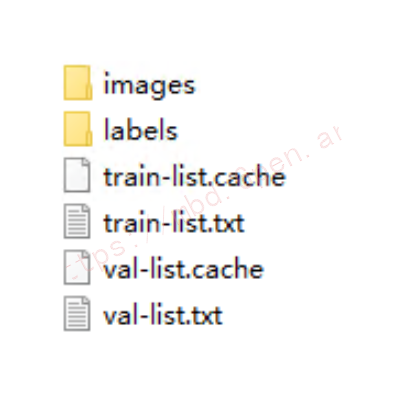 images
labels
train-list.cache
train-list.txt
val-list.cache
val-list.txt